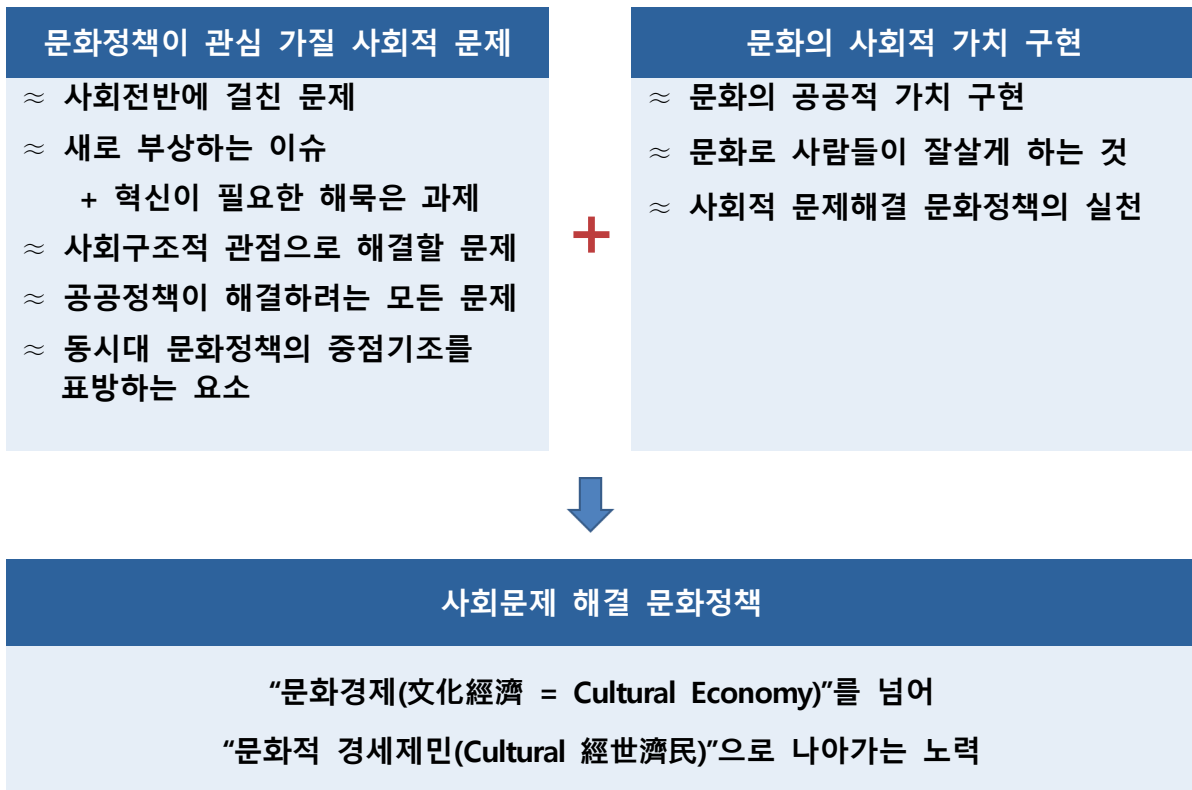 문화정책이 관심 가질 사회적 문제
≈ 사회전반에 걸친 문제
≈ 새로 부상하는 이슈
+ 혁신이 필요한 해묵은 과제
≈ 사회구조적 관점으로 해결할 문제
≈ 공공정책이 해결하려는 모든 문제
≈ 동시대 문화정책의 중점기조를
표방하는 요소
+
문화의 사회적 가치 구현
≈ 문화의 공공적 가치 구현
≈ 문화로 사람들이 잘살게 하는 것
≈ 사회적 문제해결 문화정책의 실천
사회문제 해결 문화정책
“문화경제(文化經濟 = Cultural Economy)”를 넘어
“문화적 경세제민(Cultural 經世濟民)”으로 나아가는 노력